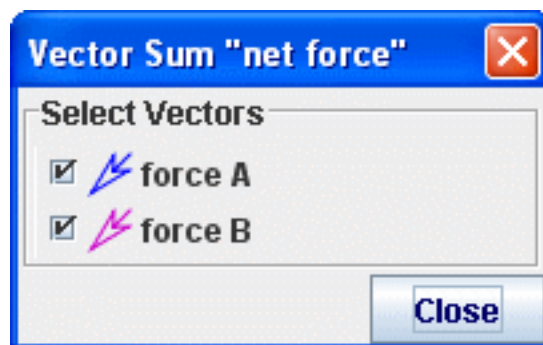 Vector Sum "net force"
Select Vectors
force A
force B
Close